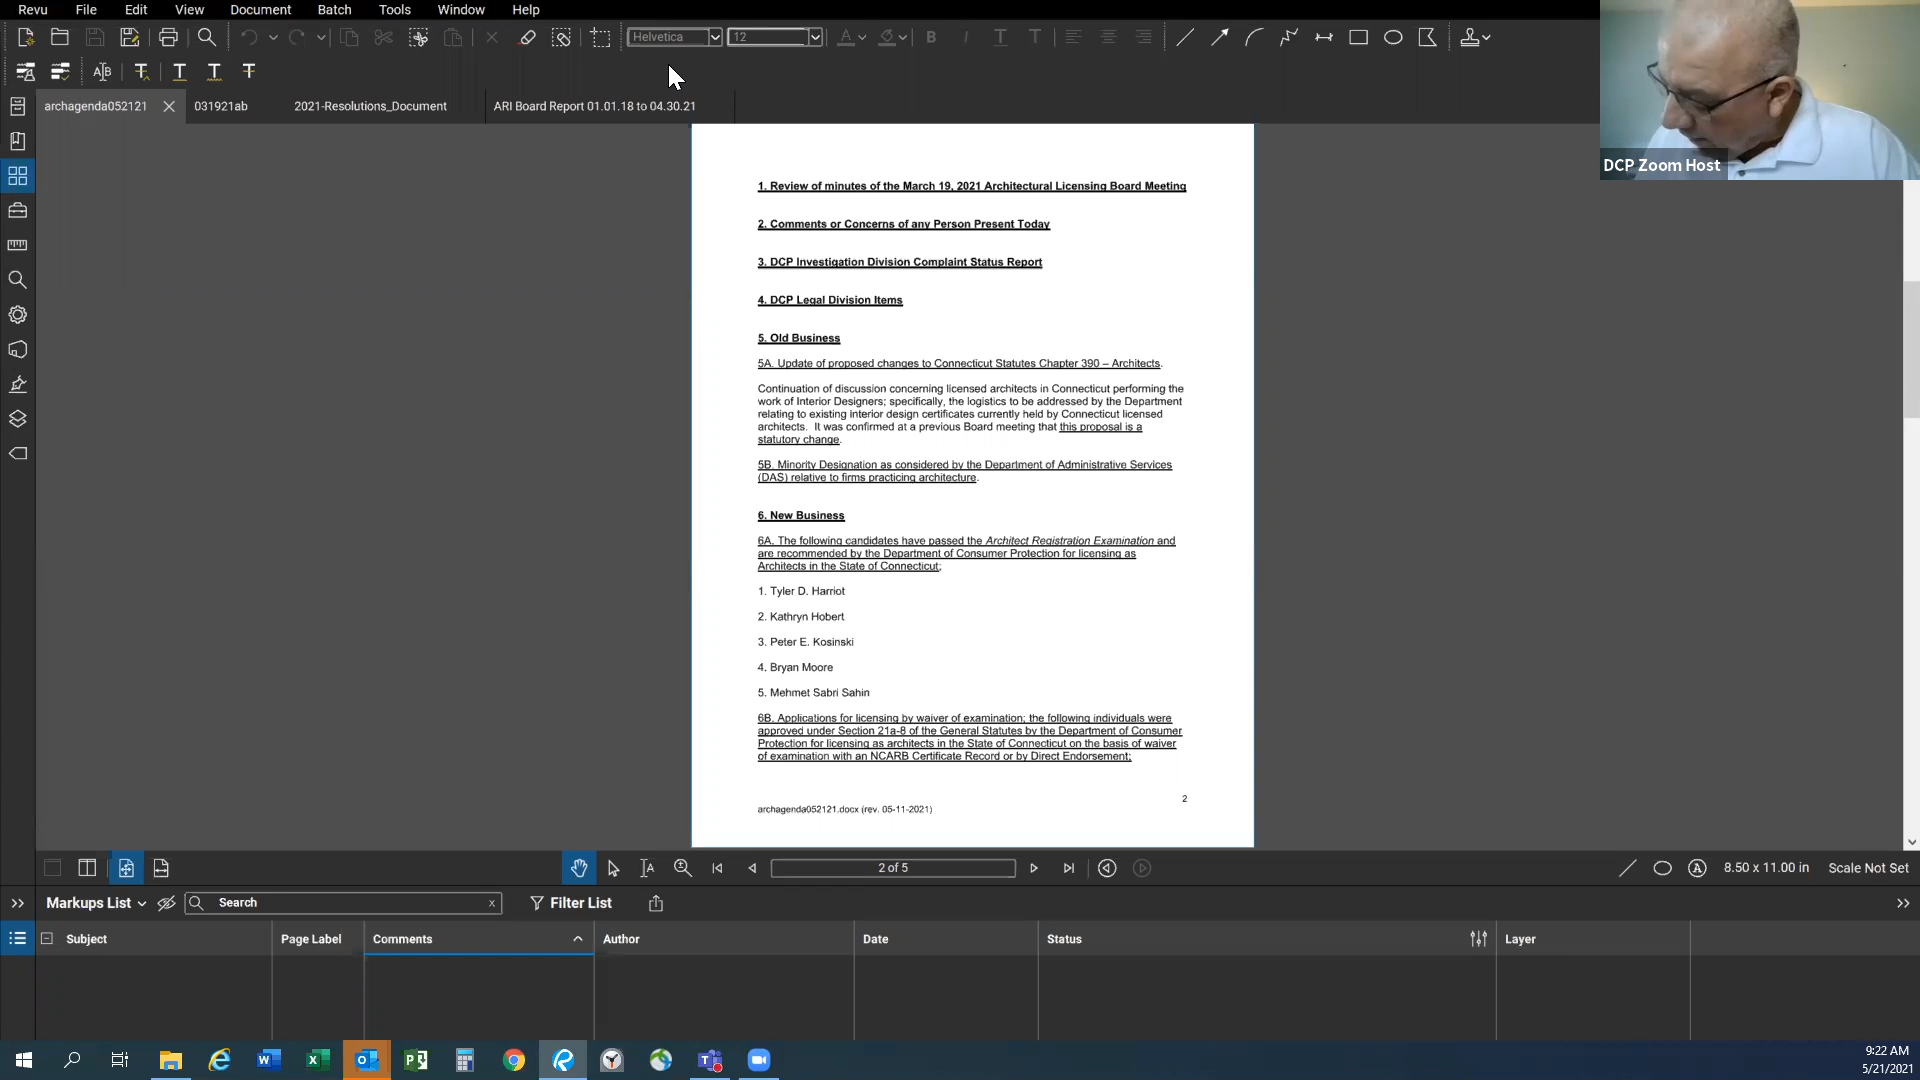 Revu File Edit View Document Batch Tools Window Help
Helvetica 12
archagenda052121 031921ab 2021-Resolutions_Document ARI Board Report 01.01.18 to 04.30.21
DCP Zoom Host
1. Review of minutes of the March 19, 2021 Architectural Licensing Board Meeting
2. Comments or Concerns of any Person Present Today
3. DCP Investigation Division Complaint Status Report
4. DCP Legal Division Items
5. Old Business
5A. Update of proposed changes to Connecticut Statutes Chapter 390 – Architects.
Continuation of discussion concerning licensed architects in Connecticut performing the
work of Interior Designers; specifically, the logistics to be addressed by the Department
relating to existing interior design certificates currently held by Connecticut licensed
architects. It was confirmed at a previous Board meeting that this proposal is a
statutory change.
5B. Minority Designation as considered by the Department of Administrative Services
(DAS) relative to firms practicing architecture.
6. New Business
6A. The following candidates have passed the Architect Registration Examination and
are recommended by the Department of Consumer Protection for licensing as
Architects in the State of Connecticut;
1. Tyler D. Harriot
2. Kathryn Hobert
3. Peter E. Kosinski
4. Bryan Moore
5. Mehmet Sabri Sahin
6B. Applications for licensing by waiver of examination; the following individuals were
approved under Section 21a-8 of the General Statutes by the Department of Consumer
Protection for licensing as architects in the State of Connecticut on the basis of waiver
of examination with an NCARB Certificate Record or by Direct Endorsement;
2
archagenda052121.docx (rev. 05-11-2021)
2 of 5 8.50 x 11.00 in Scale Not Set
Markups List Search x Filter List
Subject Page Label Comments Author Date Status Layer
9:22 AM
5/21/2021